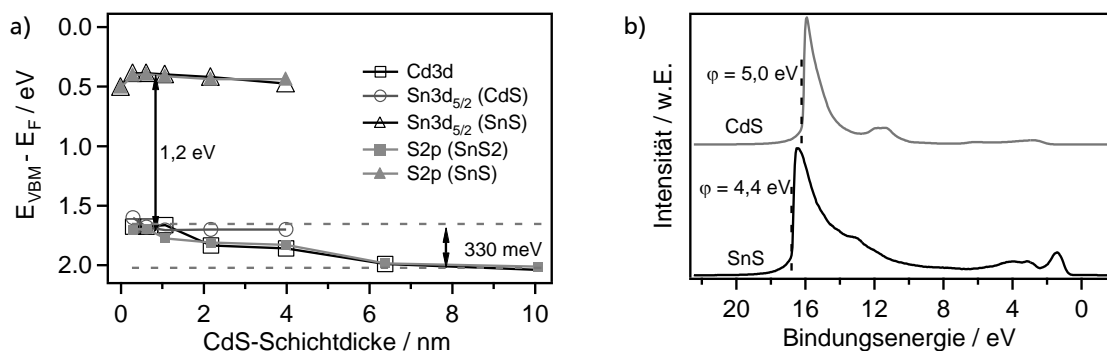 a)
E_VBM - E_F / eV
0.0
0.5
1.0
1.5
2.0
Cd3d
Sn3d_5/2 (CdS)
Sn3d_5/2 (SnS)
S2p (SnS2)
S2p (SnS)
1,2 eV
330 meV
0 2 4 6 8 10
CdS-Schichtdicke / nm
b)
Intensität / w.E.
φ = 5,0 eV
CdS
φ = 4,4 eV
SnS
20 16 12 8 4 0
Bindungsenergie / eV